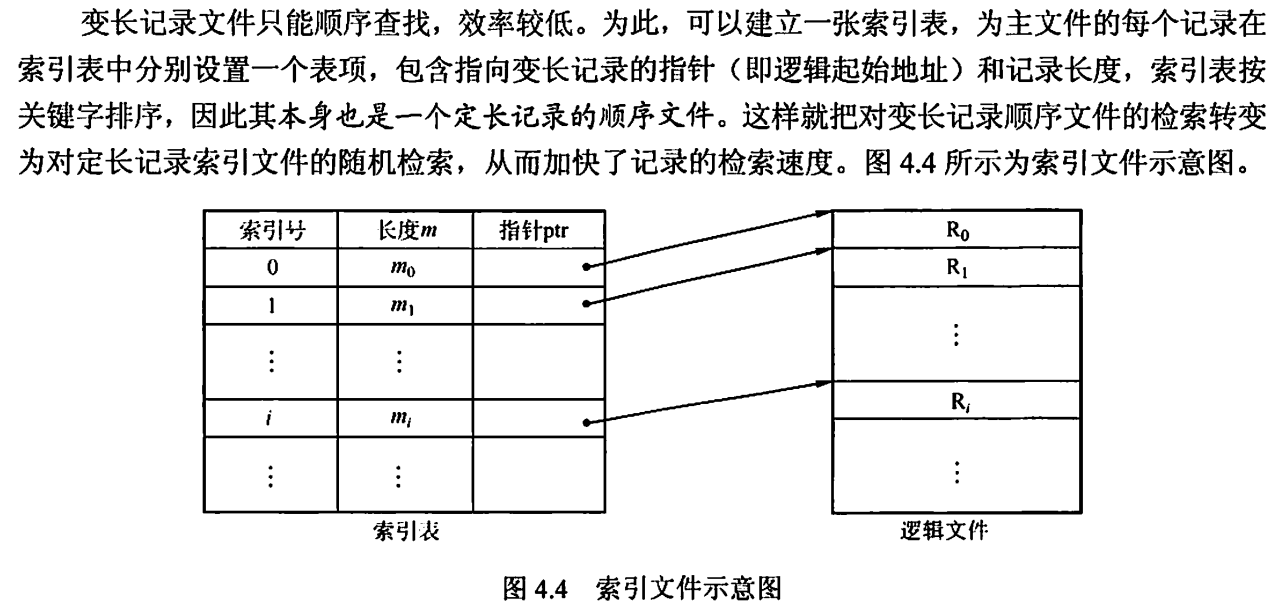 变长记录文件只能顺序查找，效率较低。为此，可以建立一张索引表，为主文件的每个记录在
索引表中分别设置一个表项，包含指向变长记录的指针（即逻辑起始地址）和记录长度，索引表按
关键字排序，因此其本身也是一个定长记录的顺序文件。这样就把对变长记录顺序文件的检索转变
为对定长记录索引文件的随机检索，从而加快了记录的检索速度。图 4.4 所示为索引文件示意图。
索引号 长度m 指针ptr
0 m₀
1 m₁
⋮ ⋮
i mᵢ
⋮ ⋮
索引表
R₀
R₁
⋮
Rᵢ
⋮
逻辑文件
图 4.4 索引文件示意图